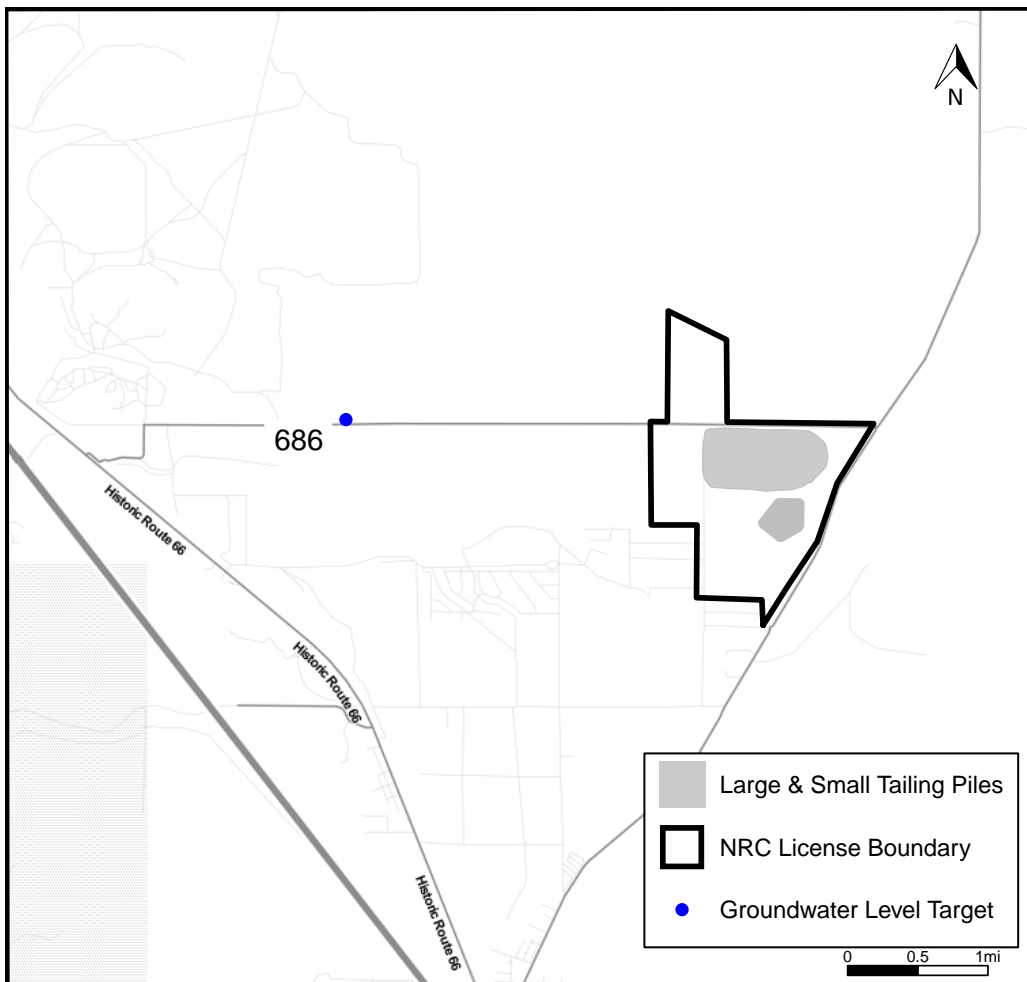 N
686
Historic Route 66
Historic Route 66
Historic Route 66
Large & Small Tailing Piles
NRC License Boundary
Groundwater Level Target
0 0.5 1mi